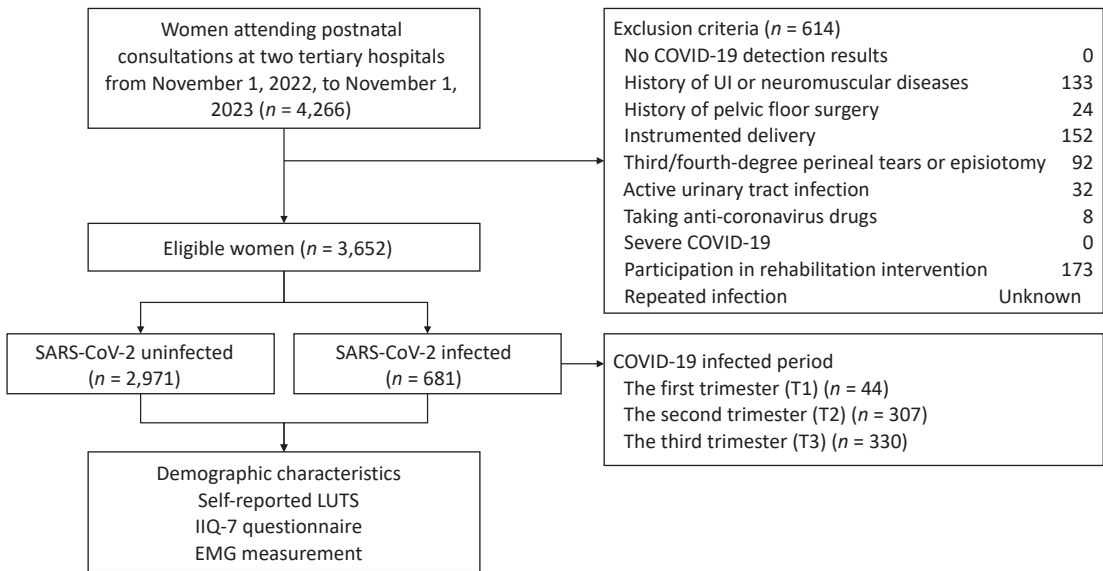 Women attending postnatal
consultations at two tertiary hospitals
from November 1, 2022, to November 1,
2023 (n = 4,266)
Exclusion criteria (n = 614)
No COVID-19 detection results 0
History of UI or neuromuscular diseases 133
History of pelvic floor surgery 24
Instrumented delivery 152
Third/fourth-degree perineal tears or episiotomy 92
Active urinary tract infection 32
Taking anti-coronavirus drugs 8
Severe COVID-19 0
Participation in rehabilitation intervention 173
Repeated infection Unknown
Eligible women (n = 3,652)
SARS-CoV-2 uninfected
(n = 2,971)
SARS-CoV-2 infected
(n = 681)
COVID-19 infected period
The first trimester (T1) (n = 44)
The second trimester (T2) (n = 307)
The third trimester (T3) (n = 330)
Demographic characteristics
Self-reported LUTS
IIQ-7 questionnaire
EMG measurement